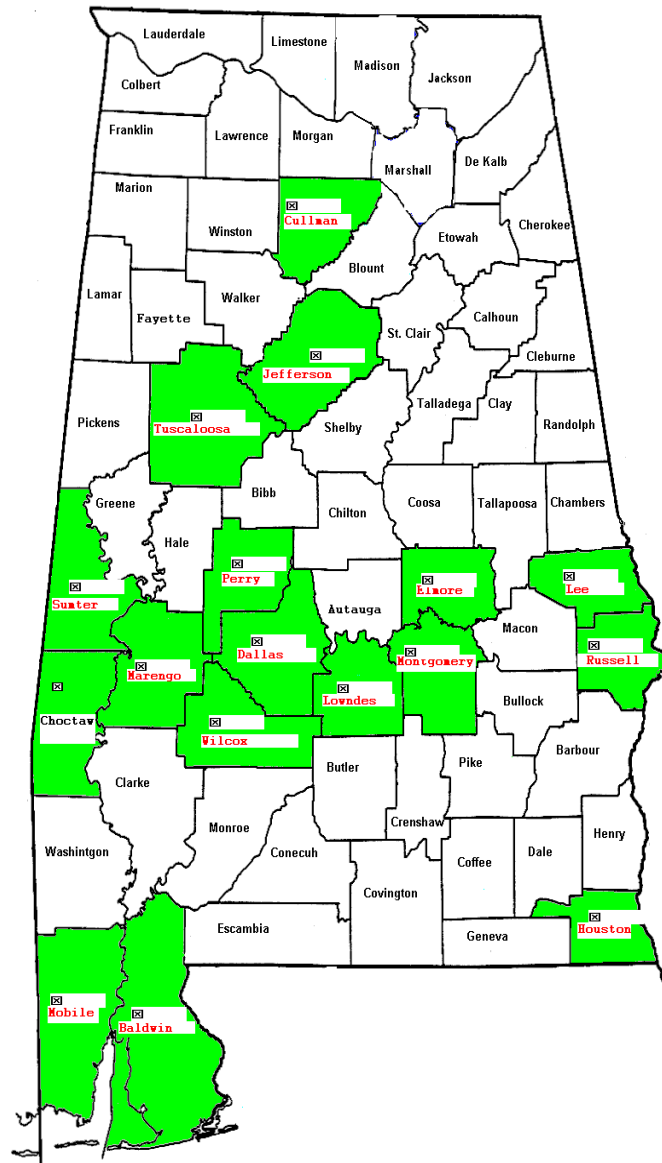 Lauderdale
Limestone
Madison
Jackson
Colbert
Franklin
Lawrence
Morgan
Marshall
De Kalb
Marion
Winston
Cullman
Blount
Etowah
Cherokee
Lamar
Fayette
Walker
Jefferson
St. Clair
Calhoun
Cleburne
Pickens
Tuscaloosa
Shelby
Talladega
Clay
Randolph
Greene
Hale
Bibb
Chilton
Coosa
Tallapoosa
Chambers
Sumter
Perry
Autauga
Elmore
Lee
Macon
Marengo
Dallas
Montgomery
Russell
Choctaw
Lowndes
Bullock
Wilcox
Clarke
Butler
Pike
Barbour
Monroe
Crenshaw
Washintgon
Conecuh
Coffee
Dale
Henry
Covington
Escambia
Geneva
Houston
Mobile
Baldwin